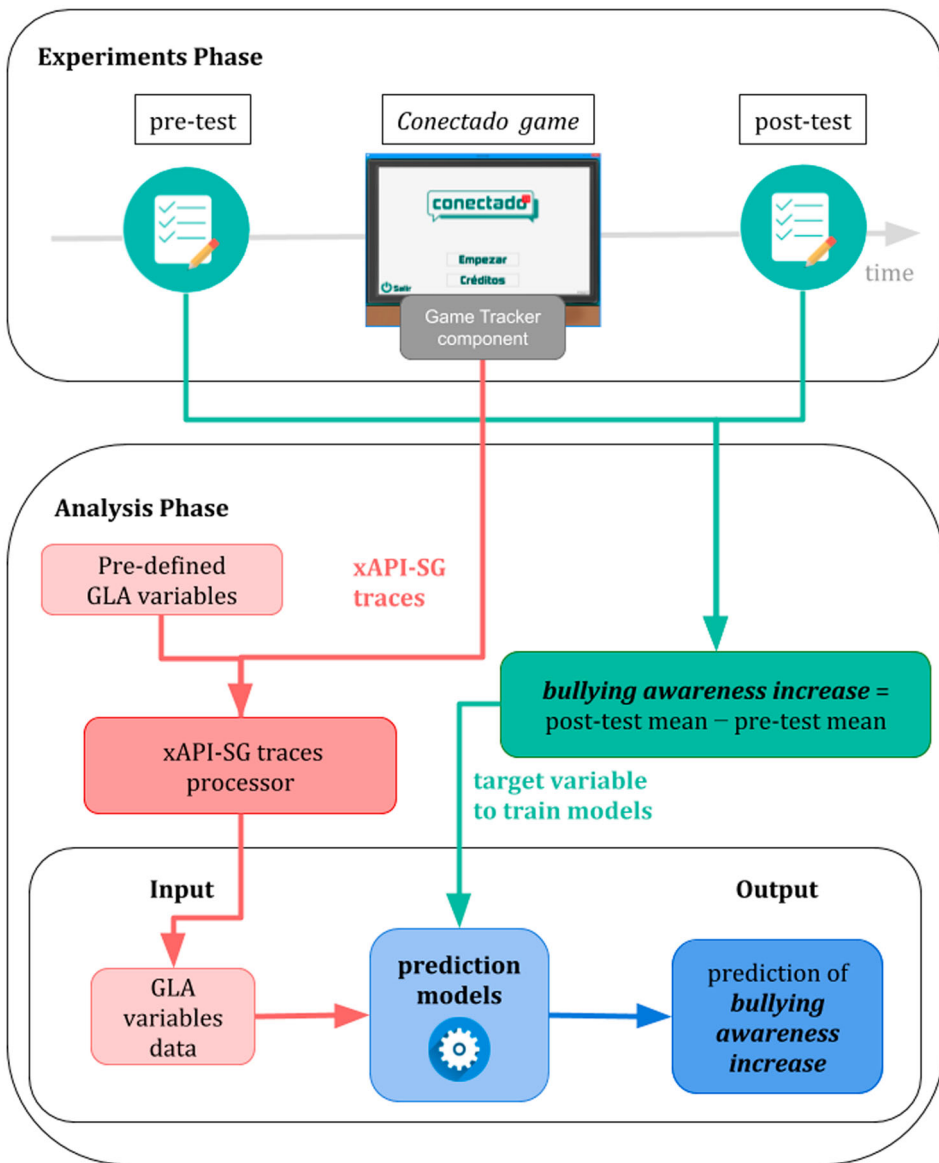 Experiments Phase
pre-test
Conectado game
post-test
conectado
Empezar
Créditos
Salir
time
Game Tracker
component
Analysis Phase
Pre-defined
GLA variables
xAPI-SG
traces
bullying awareness increase =
post-test mean − pre-test mean
xAPI-SG traces
processor
target variable
to train models
Input
Output
GLA
variables
data
prediction
models
prediction of
bullying
awareness
increase